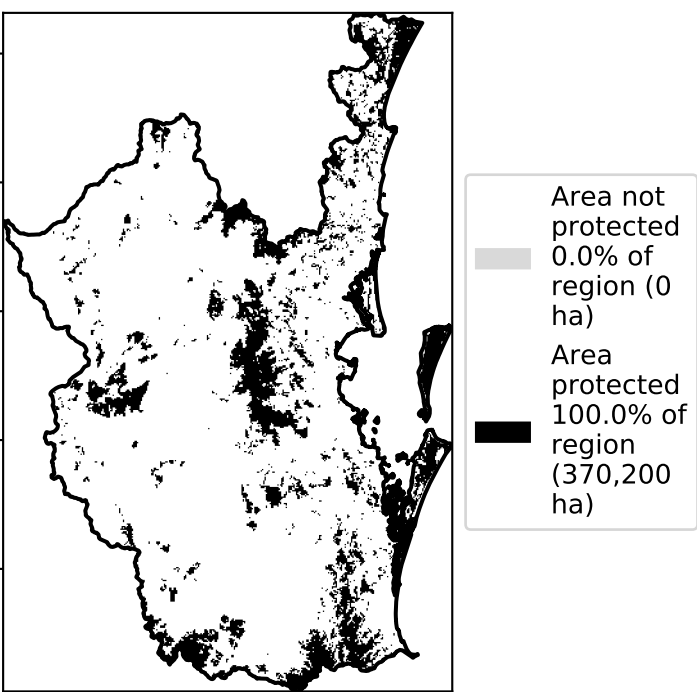 Area not
protected
0.0% of
region (0
ha)
Area
protected
100.0% of
region
(370,200
ha)